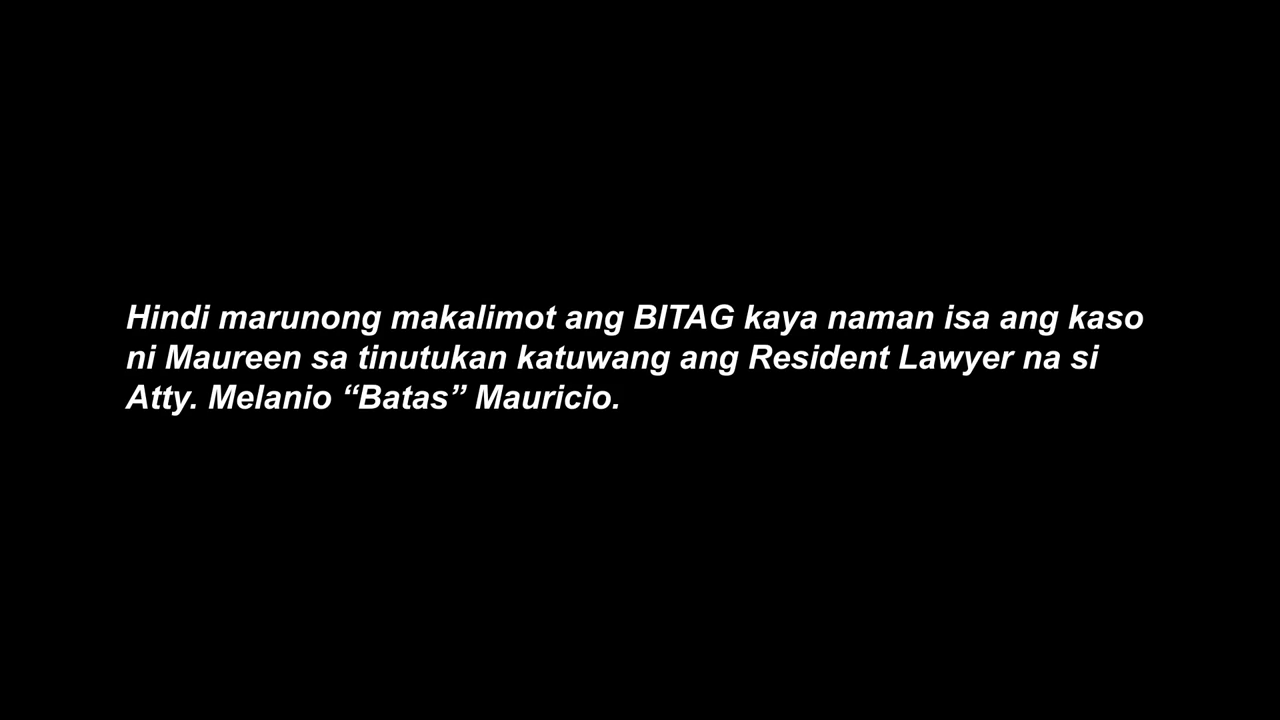 Hindi marunong makalimot ang BITAG kaya naman isa ang kaso
ni Maureen sa tinutukan katuwang ang Resident Lawyer na si
Atty. Melanio “Batas” Mauricio.